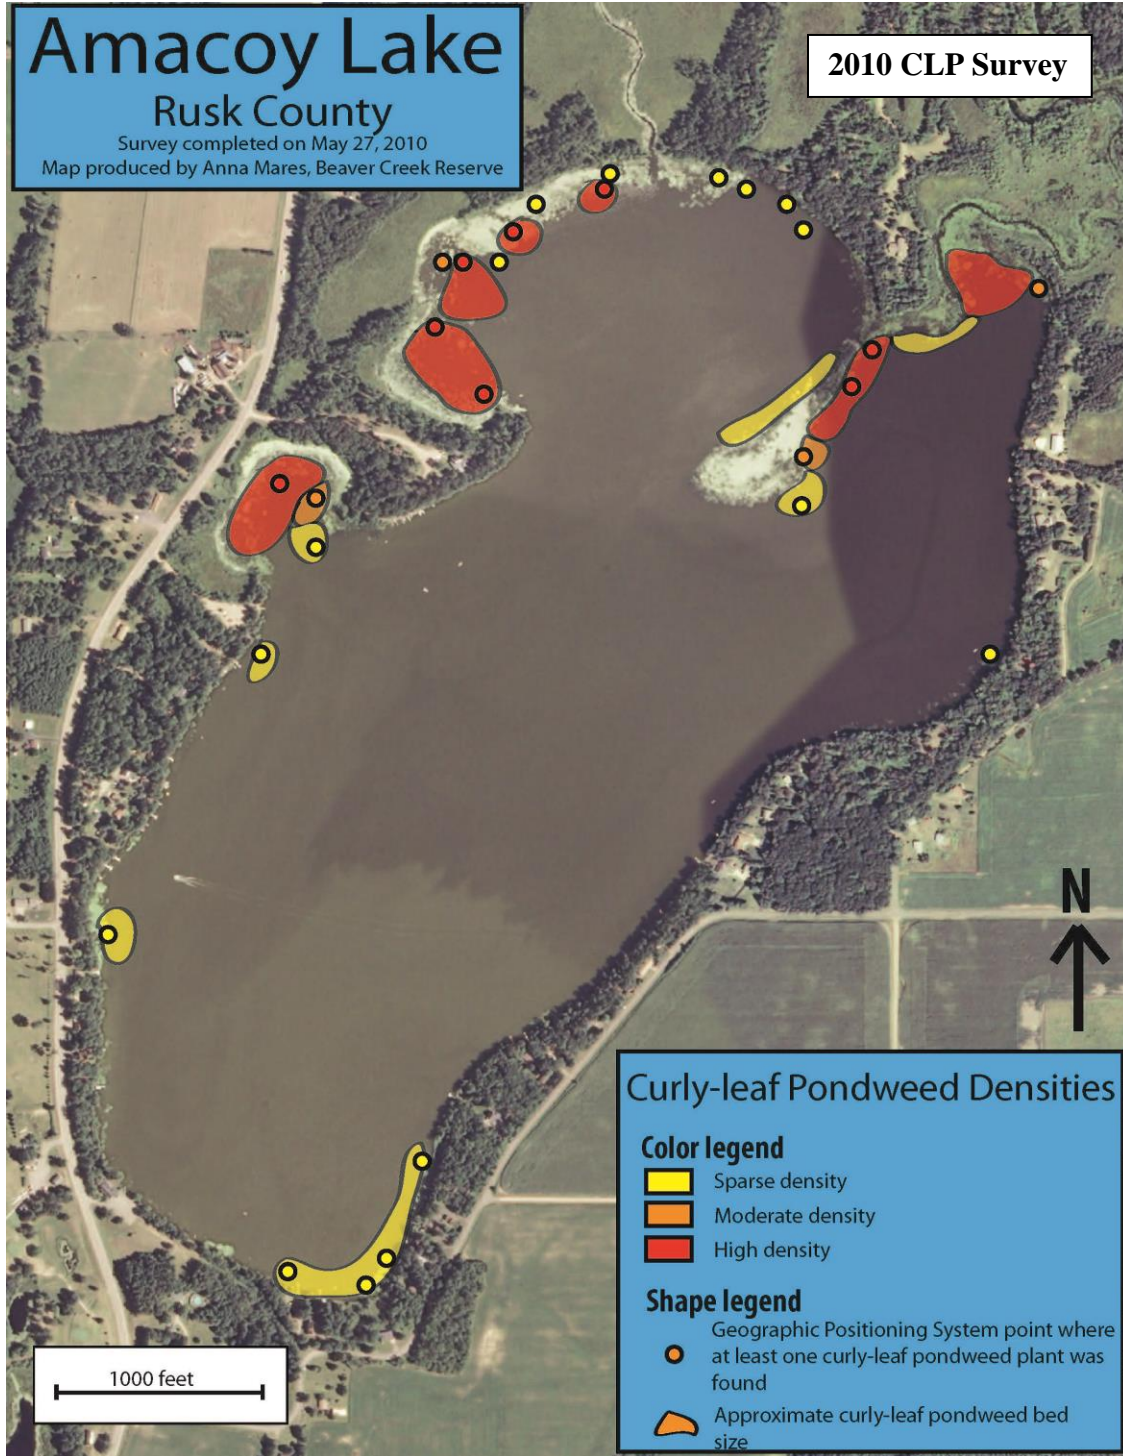 Amacoy Lake
Rusk County
Survey completed on May 27, 2010
Map produced by Anna Mares, Beaver Creek Reserve
2010 CLP Survey
N
Curly-leaf Pondweed Densities
Color legend
Sparse density
Moderate density
High density
Shape legend
Geographic Positioning System point where
at least one curly-leaf pondweed plant was
found
Approximate curly-leaf pondweed bed
size
1000 feet